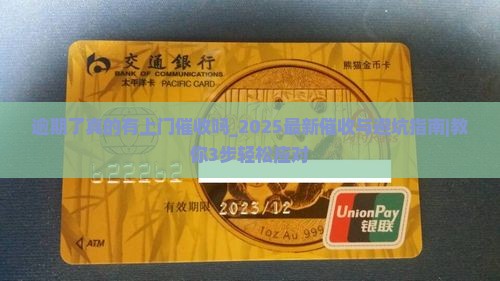 交通銀行
BANK OF COMMUNICATIONS
太平洋卡 PACIFIC CARD
熊猫金币卡
逾期了真的有上门催收吗_2025最新催收马避坑指南|教
你3步轻松应对
622262
有效期限 2023/12
1oz Au .999
UnionPay
银联
ATM